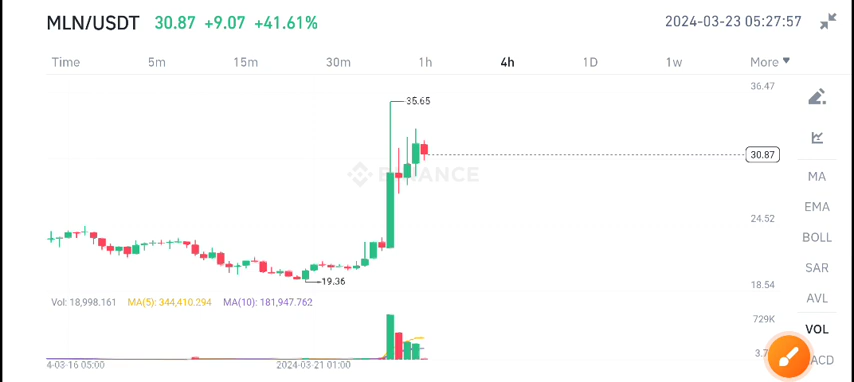 MLN/USDT 30.87 +9.07 +41.61% 2024-03-23 05:27:57
Time 5m 15m 30m 1h 4h 1D 1w More
36.47
35.65
MA
30.87
BINANCE
EMA
24.52
BOLL
SAR
19.36
18.54
AVL
Vol: 18,998.161 MA(5): 344,410.294 MA(10): 181,947.762
729K
VOL
ACD
4-03-16 05:00 2024-03-21 01:00